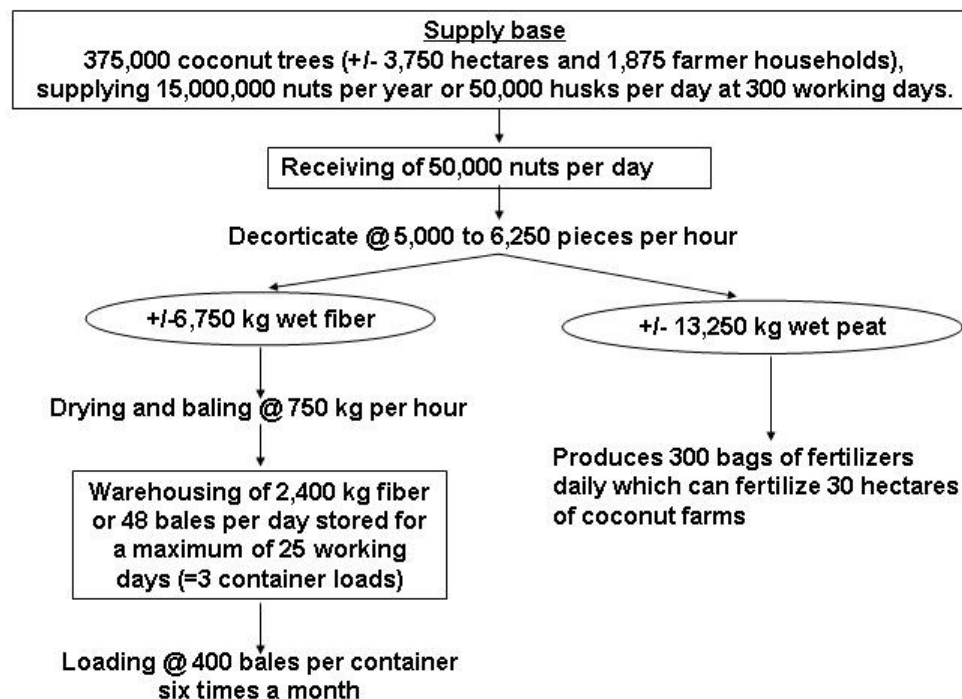 Supply base
375,000 coconut trees (+/- 3,750 hectares and 1,875 farmer households),
supplying 15,000,000 nuts per year or 50,000 husks per day at 300 working days.
Receiving of 50,000 nuts per day
Decorticate @ 5,000 to 6,250 pieces per hour
+/-6,750 kg wet fiber
+/- 13,250 kg wet peat
Drying and baling @ 750 kg per hour
Produces 300 bags of fertilizers
daily which can fertilize 30 hectares
of coconut farms
Warehousing of 2,400 kg fiber
or 48 bales per day stored for
a maximum of 25 working
days (=3 container loads)
Loading @ 400 bales per container
six times a month